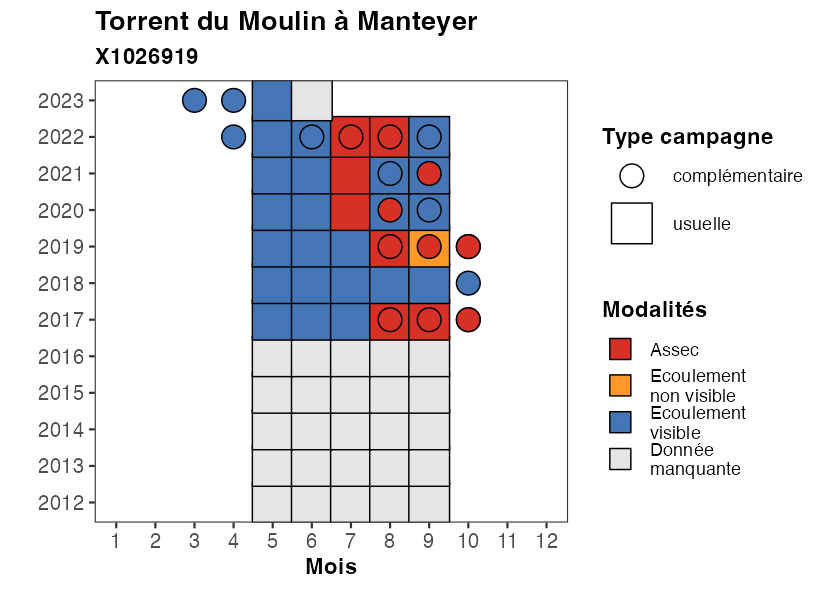 Torrent du Moulin à Manteyer
X1026919
2023
2022
2021
2020
2019
2018
2017
2016
2015
2014
2013
2012
1 2 3 4 5 6 7 8 9 10 11 12
Mois
Type campagne
complémentaire
usuelle
Modalités
Assec
Ecoulement
non visible
Ecoulement
visible
Donnée
manquante